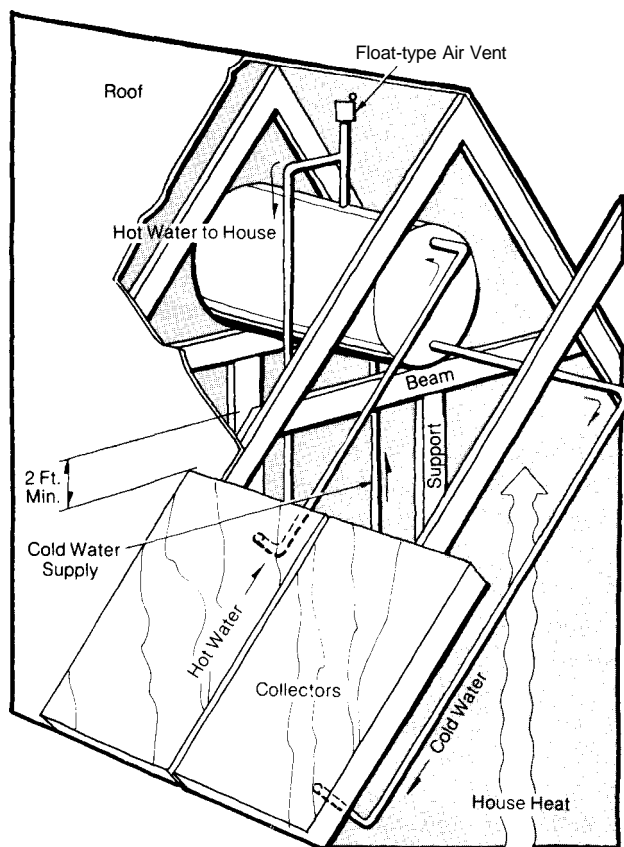 Float-type Air Vent
Roof
Hot Water to House
Beam
Support
2 Ft.
Min.
Cold Water
Supply
Hot Water
Collectors
Cold Water
House Heat